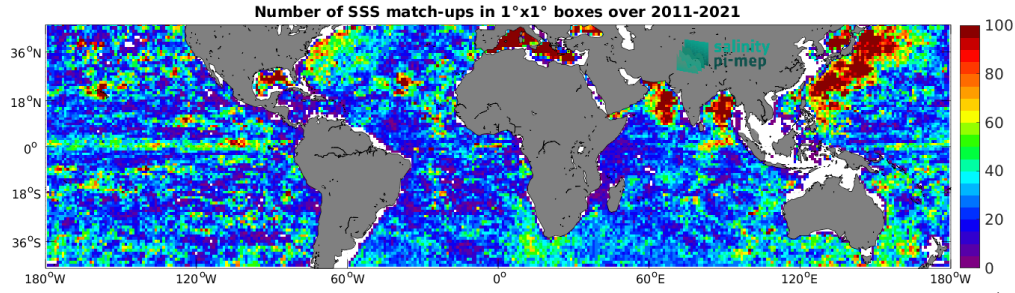 Number of SSS match-ups in 1°x1° boxes over 2011-2021
salinity
pi-mep
36°N
18°N
0°
18°S
36°S
180°W
120°W
60°W
0°
60°E
120°E
180°W
100
80
60
40
20
0